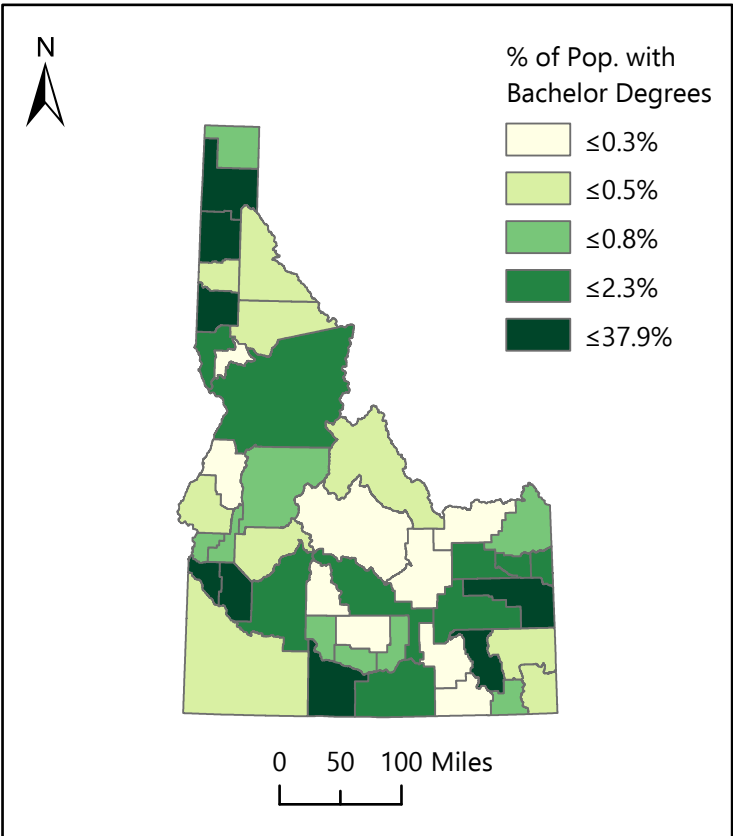 N
% of Pop. with
Bachelor Degrees
≤0.3%
≤0.5%
≤0.8%
≤2.3%
≤37.9%
0 50 100 Miles